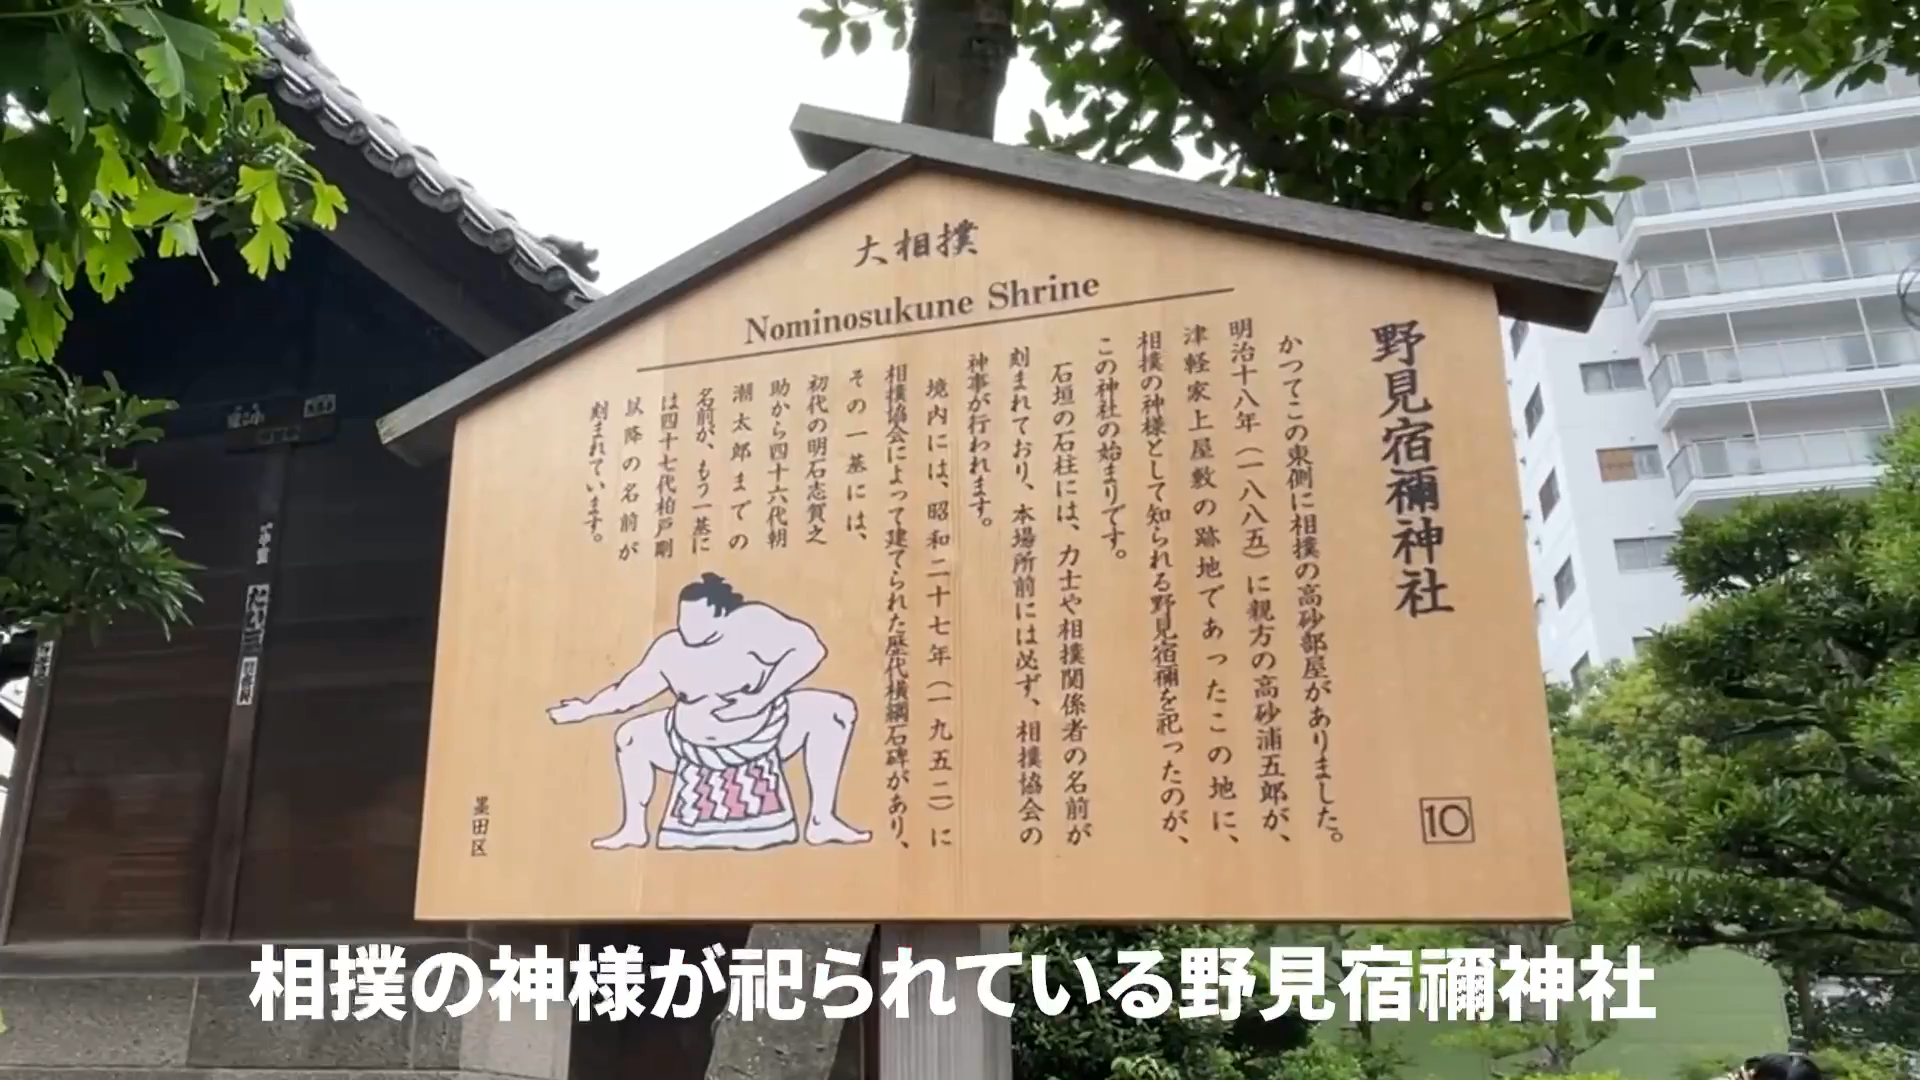 大相撲
Nominosukune Shrine
野見宿禰神社
かつてこの東側に相撲の高砂部屋がありました。
明治十八年(一八八五)に親方の高砂浦五郎が、
津軽家上屋敷の跡地であったこの地に、
相撲の神様として知られる野見宿禰を祀ったのが、
この神社の始まりです。
石垣の石柱には、力士や相撲関係者の名前が
刻まれており、本場所前には必ず、相撲協会の
神事が行われます。
境内には、昭和二十七年(一九五二)に
相撲協会によって建てられた歴代横綱石碑があり、
その一基には、
初代の明石志賀之
助から四十六代朝
潮太郎までの
名前が、もう一基に
は四十七代柏戸剛
以降の名前が
刻まれています。
10
墨田区
相撲の神様が祀られている野見宿禰神社